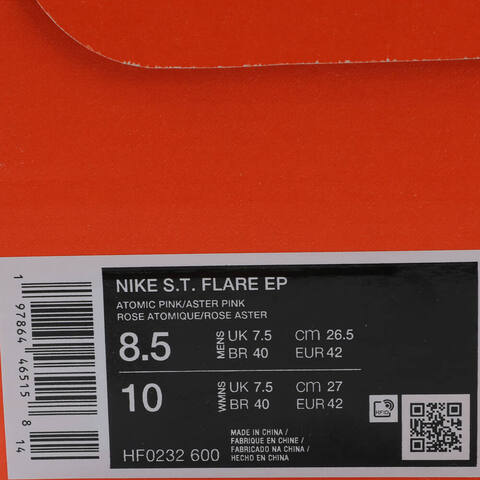 NIKE S.T. FLARE EP
ATOMIC PINK/ASTER PINK
ROSE ATOMIQUE/ROSE ASTER
8.5 MENS UK 7.5 CM 26.5
BR 40 EUR 42
10 WMNS UK 7.5 CM 27
BR 40 EUR 42
RFID
MADE IN CHINA /
FABRIQUE EN CHINE /
FABRICADO NA CHINA /
HECHO EN CHINA
HF0232 600
1 97864 46515 8 14